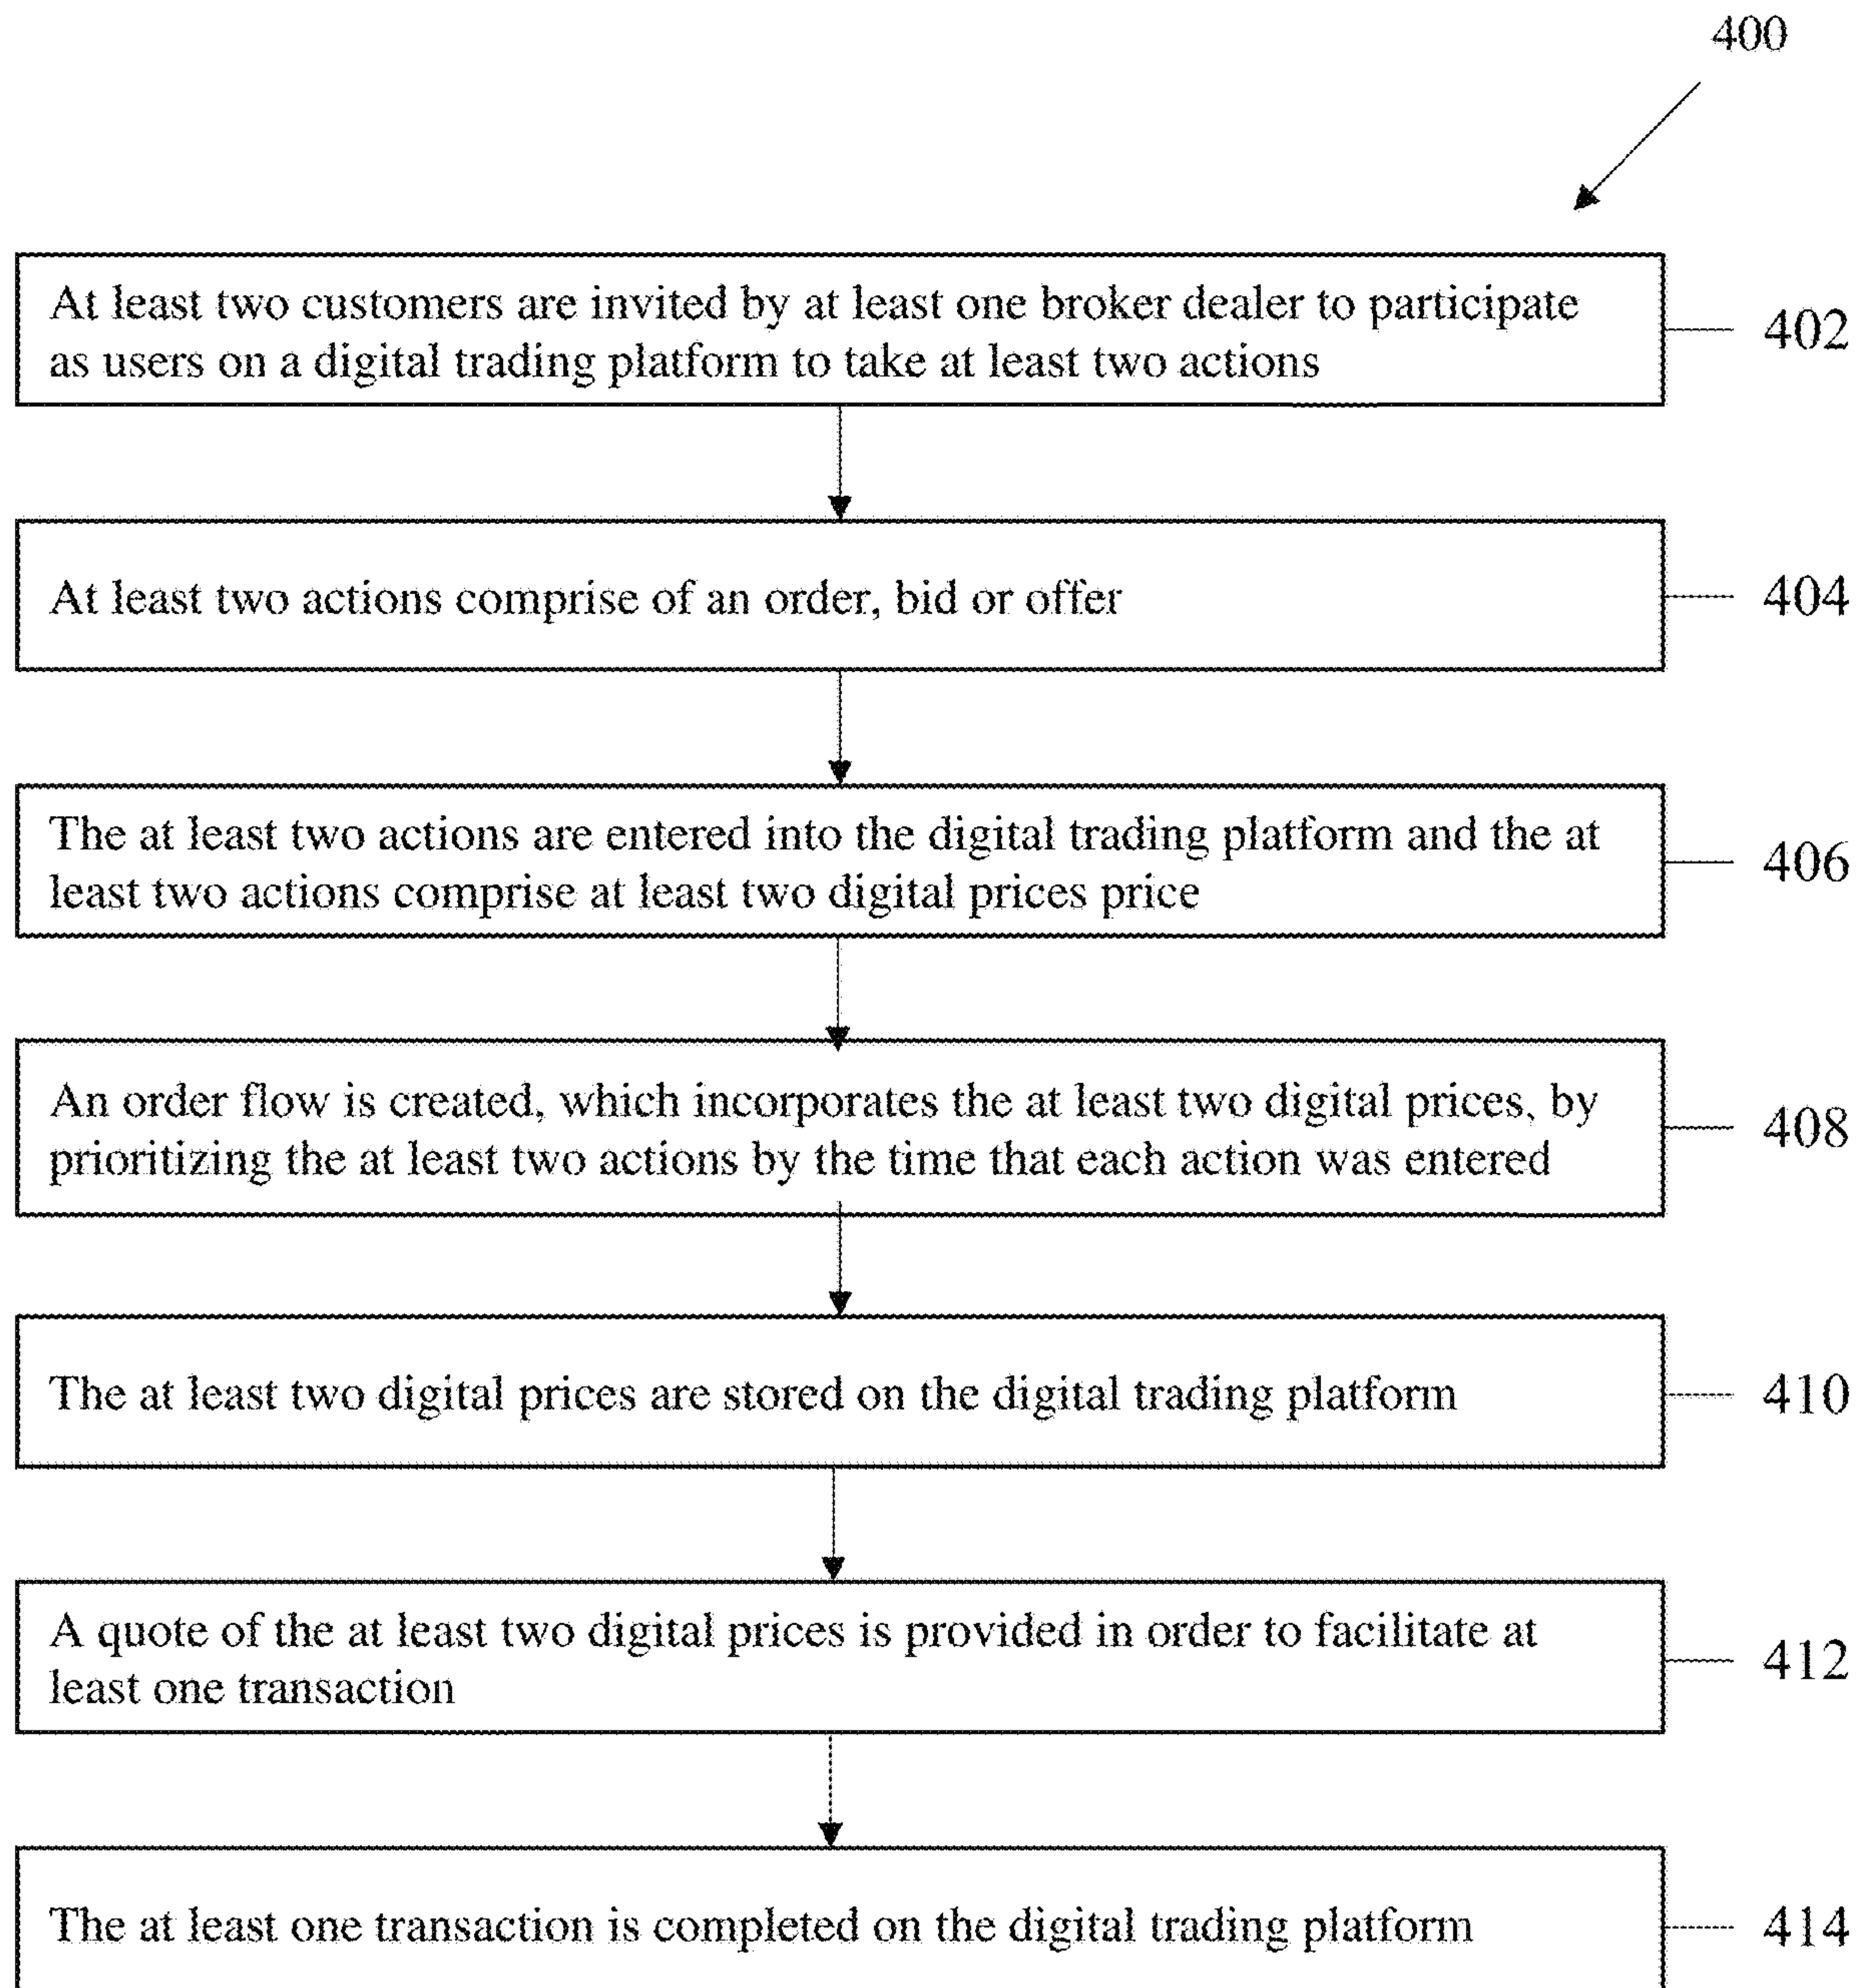 400
At least two customers are invited by at least one broker dealer to participate
as users on a digital trading platform to take at least two actions
402
At least two actions comprise of an order, bid or offer
404
The at least two actions are entered into the digital trading platform and the at
least two actions comprise at least two digital prices price
406
An order flow is created, which incorporates the at least two digital prices, by
prioritizing the at least two actions by the time that each action was entered
408
The at least two digital prices are stored on the digital trading platform
410
A quote of the at least two digital prices is provided in order to facilitate at
least one transaction
412
The at least one transaction is completed on the digital trading platform
414